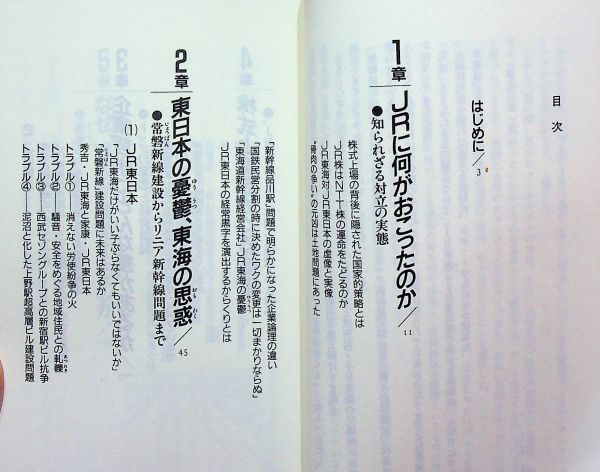 目次
はじめに／3
1章 JRに何がおこったのか／11
●知られざる対立の実態
株式上場の背後に隠された国家的策略とは
JR株はNTT株の運命をたどるのか
JR東海対JR東日本の虚像と実像
"骨肉の争い"の元凶は土地問題にあった
「新幹線品川駅」問題で明らかになった企業論理の違い
「国鉄民営分割の時に決めたワクの変更は一切まかりならぬ」
「東海道新幹線経営会社」JR東海の憂鬱
JR東日本の経常黒字を演出するからくりとは
2章 東日本の憂鬱、東海の思惑／45
●常磐新線建設からリニア新幹線問題まで
(1) JR東日本
「JR東海だけがいい子ぶらなくてもいいではないか」
「常磐新線」建設問題に未来はあるか
秀吉・JR東海と家康・JR東日本
トラブル① ― 消えない労使紛争の火
トラブル② ― 騒音・安全をめぐる地域住民との軋轢
トラブル③ ― 西武セゾングループとの新宿駅ビル抗争
トラブル④ ― 泥沼と化した上野駅超高層ビル建設問題